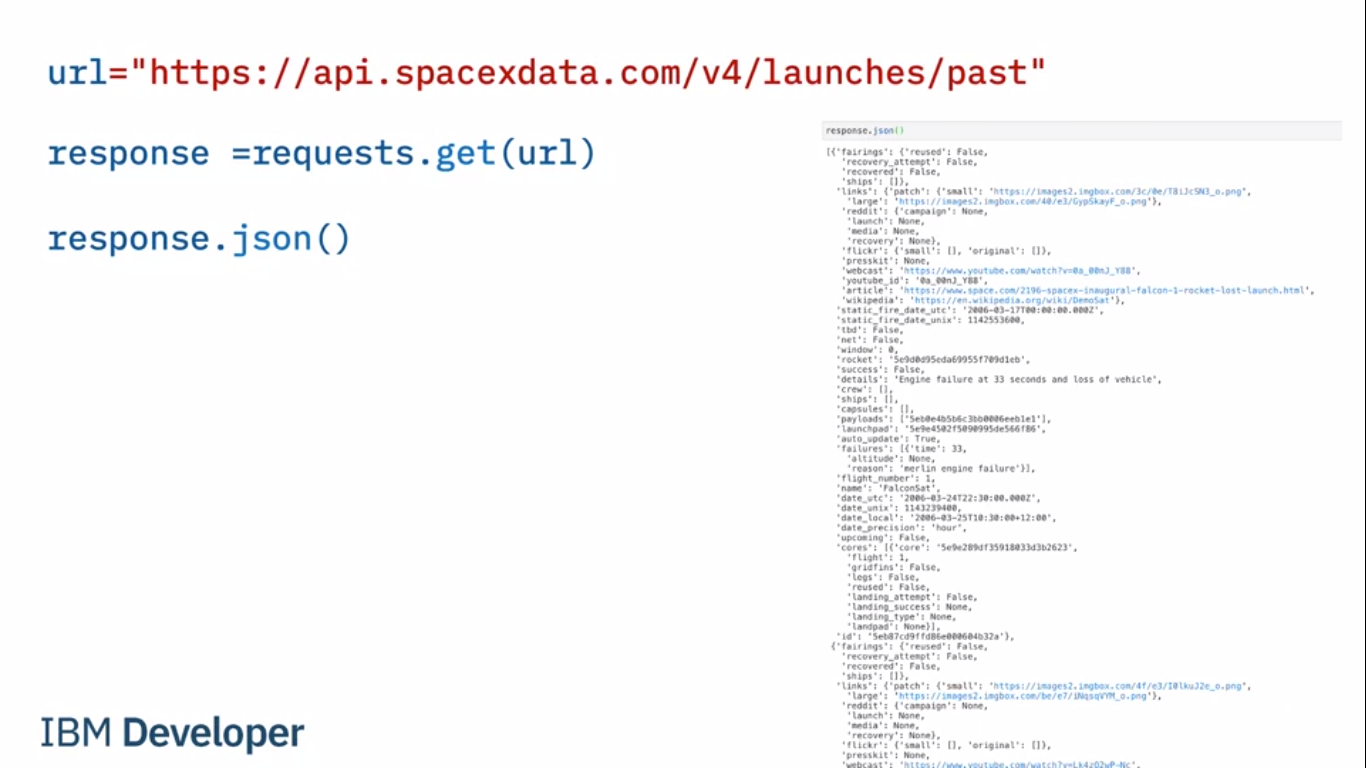 url="https://api.spacexdata.com/v4/launches/past"
response =requests.get(url)
response.json()
response.json()
[{'fairings': {'reused': False,
'recovery_attempt': False,
'recovered': False,
'ships': []},
'links': {'patch': {'small': 'https://images2.imgbox.com/3c/0e/T8iJcSN3_o.png',
'large': 'https://images2.imgbox.com/40/e3/GypSkayF_o.png'},
'reddit': {'campaign': None,
'launch': None,
'media': None,
'recovery': None},
'flickr': {'small': [], 'original': []},
'presskit': None,
'webcast': 'https://www.youtube.com/watch?v=0a_00nJ_Y88',
'youtube_id': '0a_00nJ_Y88',
'article': 'https://www.space.com/2196-spacex-inaugural-falcon-1-rocket-lost-launch.html',
'wikipedia': 'https://en.wikipedia.org/wiki/DemoSat'},
'static_fire_date_utc': '2006-03-17T00:00:00.000Z',
'static_fire_date_unix': 1142553600,
'tbd': False,
'net': False,
'window': 0,
'rocket': '5e9d0d95eda69955f709d1eb',
'success': False,
'details': 'Engine failure at 33 seconds and loss of vehicle',
'crew': [],
'ships': [],
'capsules': [],
'payloads': ['5eb0e4b5b6c3bb0006eeb1e1'],
'launchpad': '5e9e4502f5090995de566f86',
'auto_update': True,
'failures': [{'time': 33,
'altitude': None,
'reason': 'merlin engine failure'}],
'flight_number': 1,
'name': 'FalconSat',
'date_utc': '2006-03-24T22:30:00.000Z',
'date_unix': 1143239400,
'date_local': '2006-03-25T10:30:00+12:00',
'date_precision': 'hour',
'upcoming': False,
'cores': [{'core': '5e9e289df35918033d3b2623',
'flight': 1,
'gridfins': False,
'legs': False,
'reused': False,
'landing_attempt': False,
'landing_success': None,
'landing_type': None,
'landpad': None}],
'id': '5eb87cd9ffd86e000604b32a'},
{'fairings': {'reused': False,
'recovery_attempt': False,
'recovered': False,
'ships': []},
'links': {'patch': {'small': 'https://images2.imgbox.com/4f/e3/I0lkuJ2e_o.png',
'large': 'https://images2.imgbox.com/be/e7/iNqsqVYM_o.png'},
'reddit': {'campaign': None,
'launch': None,
'media': None,
'recovery': None},
'flickr': {'small': [], 'original': []},
'presskit': None,
'webcast': 'https://www.youtube.com/watch?v=Lk4zQ2wP-Nc',
IBM Developer